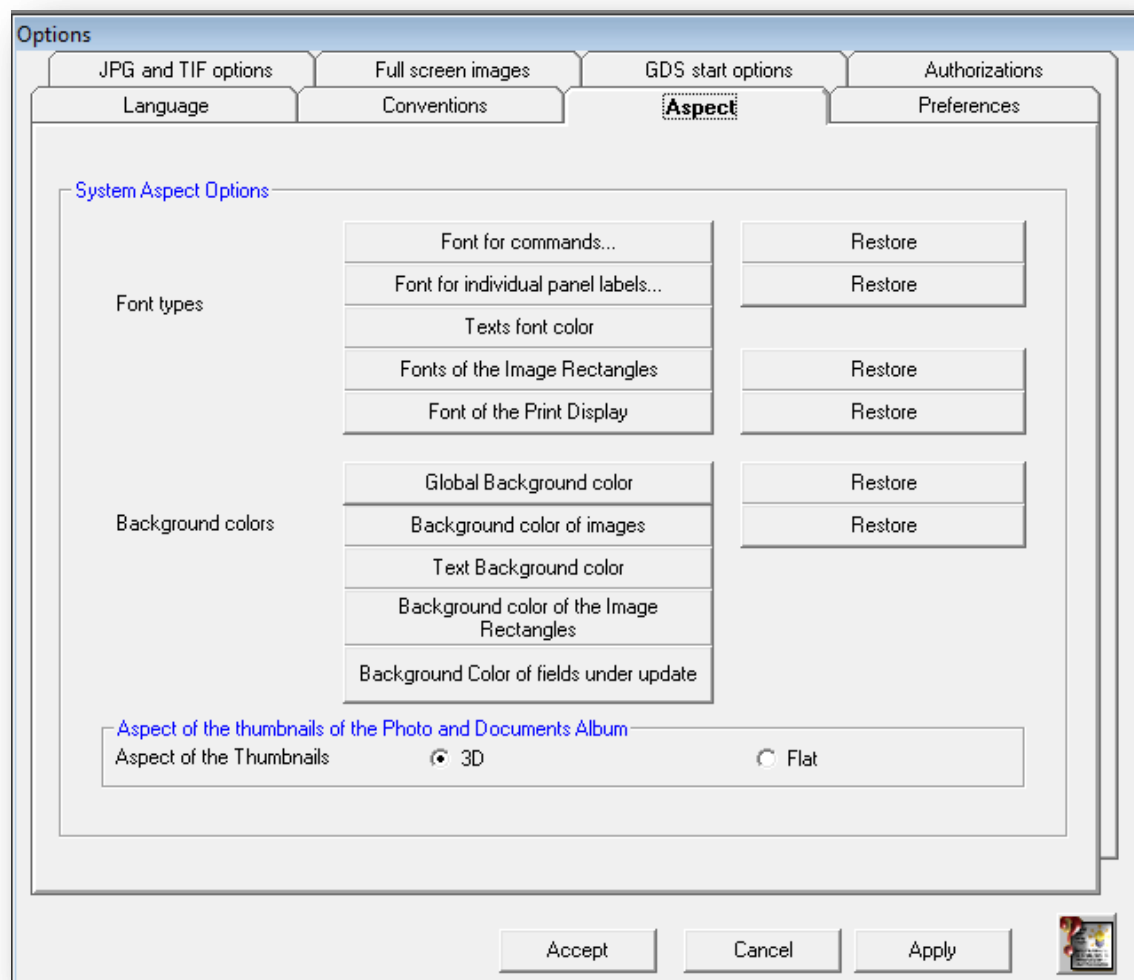 Options
JPG and TIF options
Full screen images
GDS start options
Authorizations
Language
Conventions
Aspect
Preferences
System Aspect Options
Font types
Font for commands...
Restore
Font for individual panel labels...
Restore
Texts font color
Fonts of the Image Rectangles
Restore
Font of the Print Display
Restore
Background colors
Global Background color
Restore
Background color of images
Restore
Text Background color
Background color of the Image
Rectangles
Background Color of fields under update
Aspect of the thumbnails of the Photo and Documents Album
Aspect of the Thumbnails
3D
Flat
Accept
Cancel
Apply